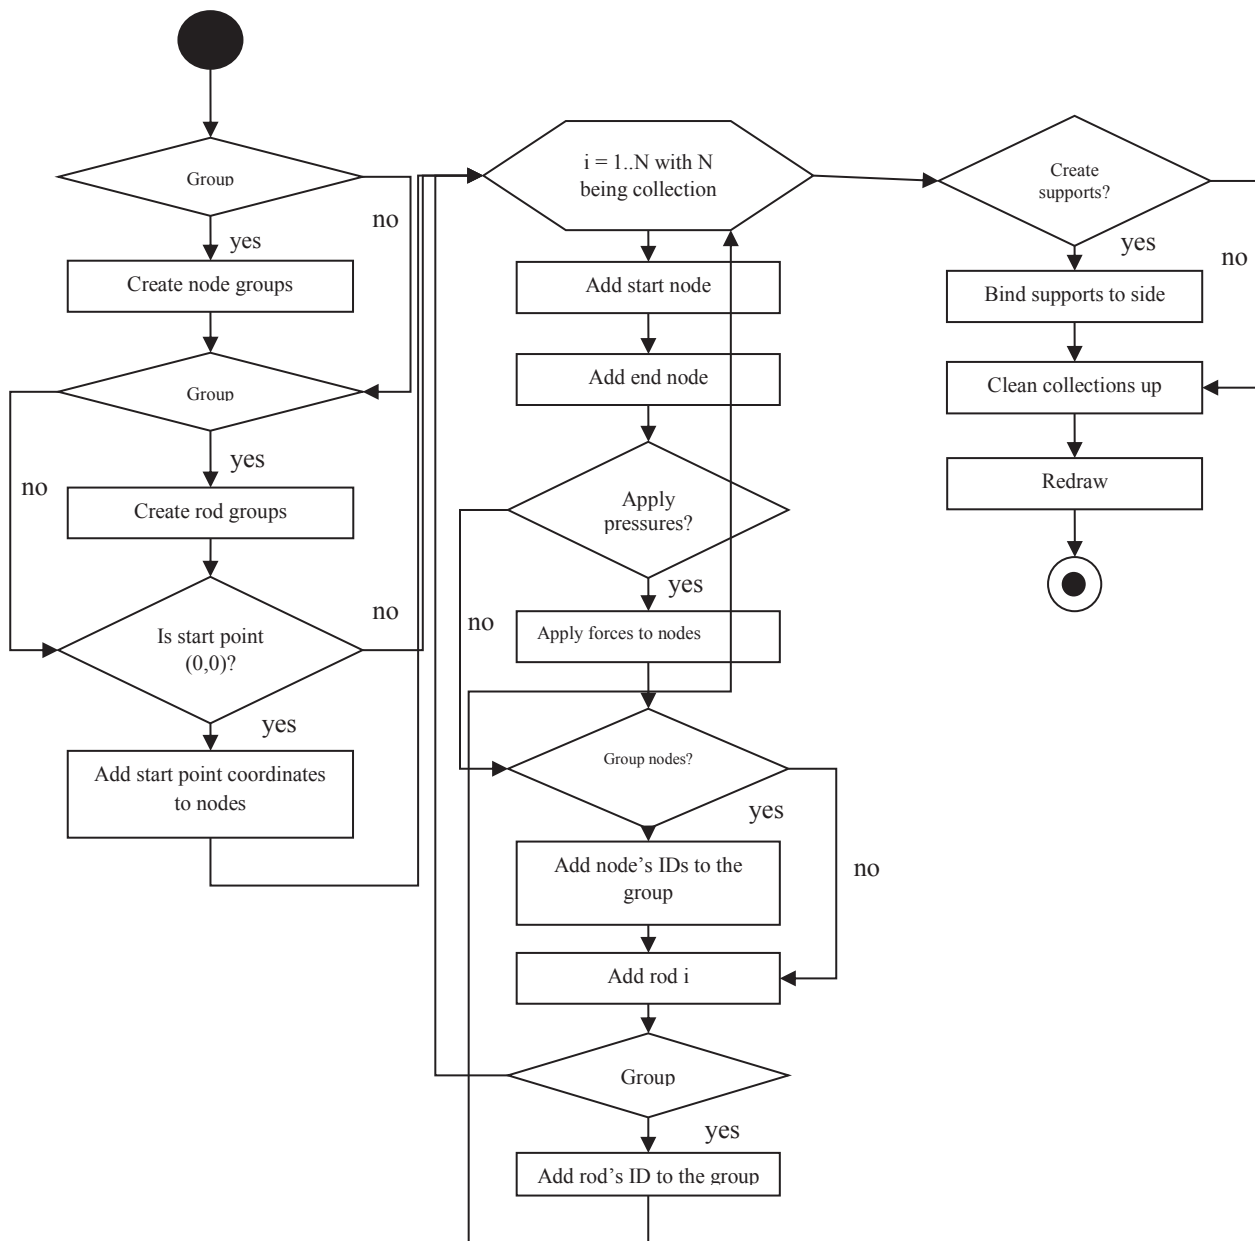 Group
no
yes
Create node groups
Group
yes
no
Create rod groups
Is start point
(0,0)?
no
yes
Add start point coordinates
to nodes
i = 1..N with N
being collection
Add start node
Add end node
Apply
pressures?
yes
no
Apply forces to nodes
Group nodes?
yes
no
Add node’s IDs to the
group
Add rod i
Group
yes
Add rod’s ID to the group
Create
supports?
yes
no
Bind supports to side
Clean collections up
Redraw